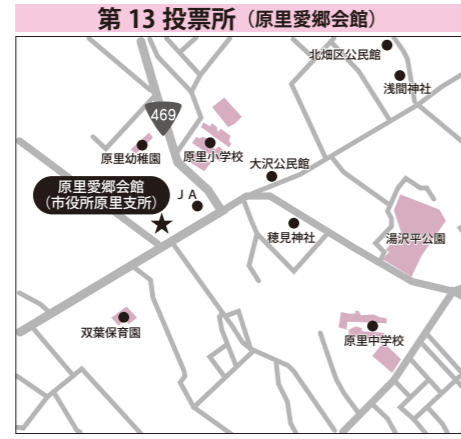 第13投票所（原里愛郷会館）
北畑区公民館
浅間神社
469
原里幼稚園
原里小学校
大沢公民館
原里愛郷会館
（市役所原里支所）
JA
穂見神社
湯沢平公園
双葉保育園
原里中学校